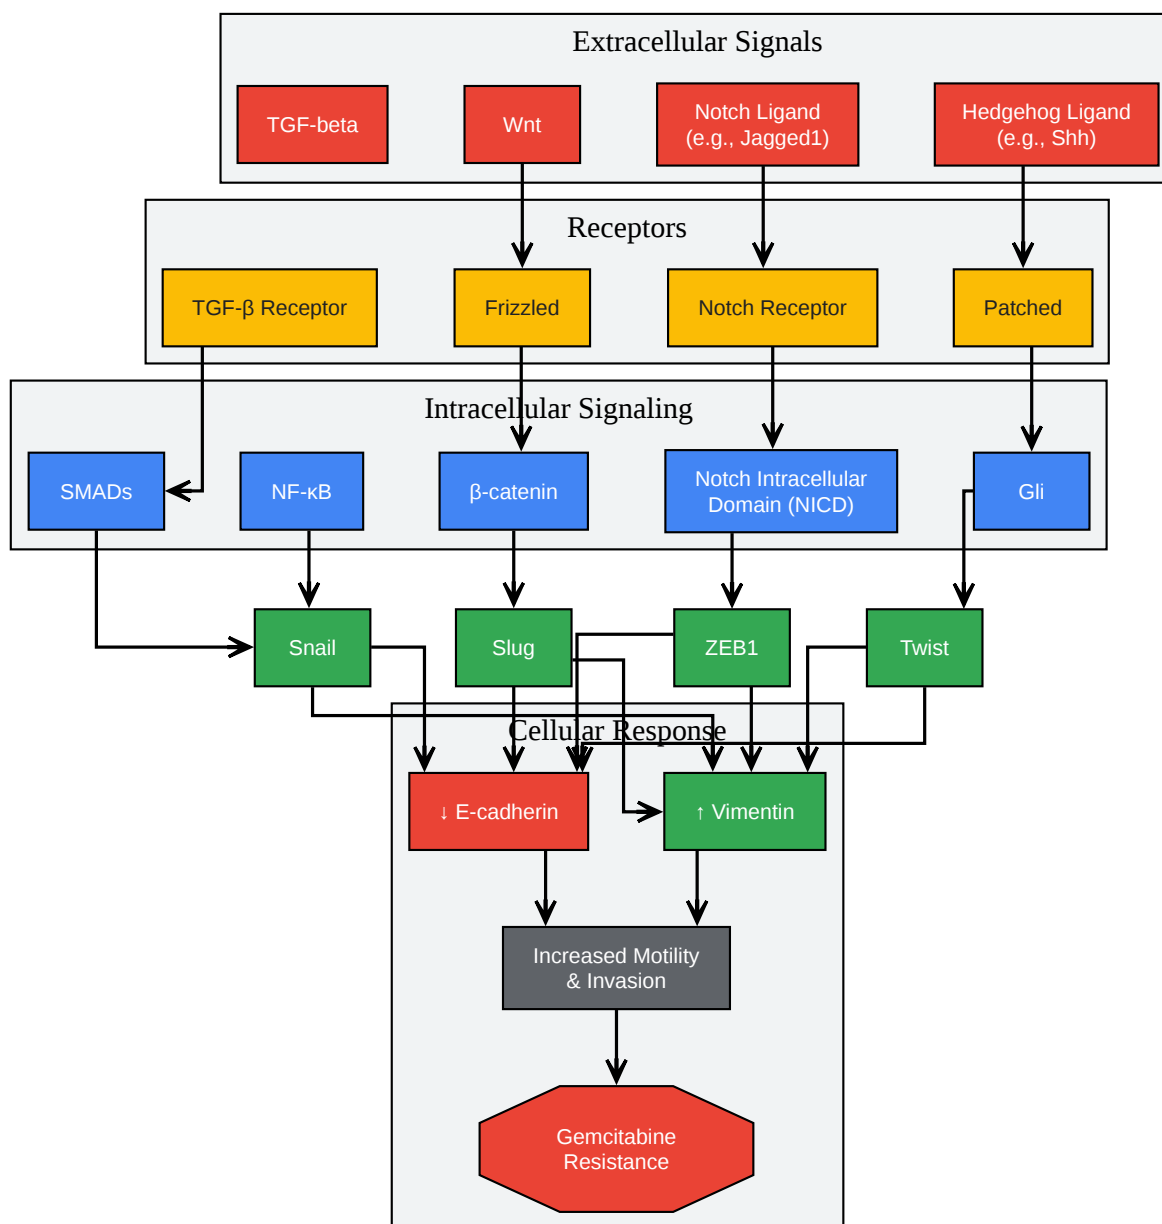 Extracellular Signals
TGF-beta
Wnt
Notch Ligand
(e.g., Jagged1)
Hedgehog Ligand
(e.g., Shh)
Receptors
TGF-β Receptor
Frizzled
Notch Receptor
Patched
Intracellular Signaling
SMADs
NF-κB
β-catenin
Notch Intracellular
Domain (NICD)
Gli
Snail
Slug
ZEB1
Twist
Cellular Response
↓ E-cadherin
↑ Vimentin
Increased Motility
& Invasion
Gemcitabine
Resistance